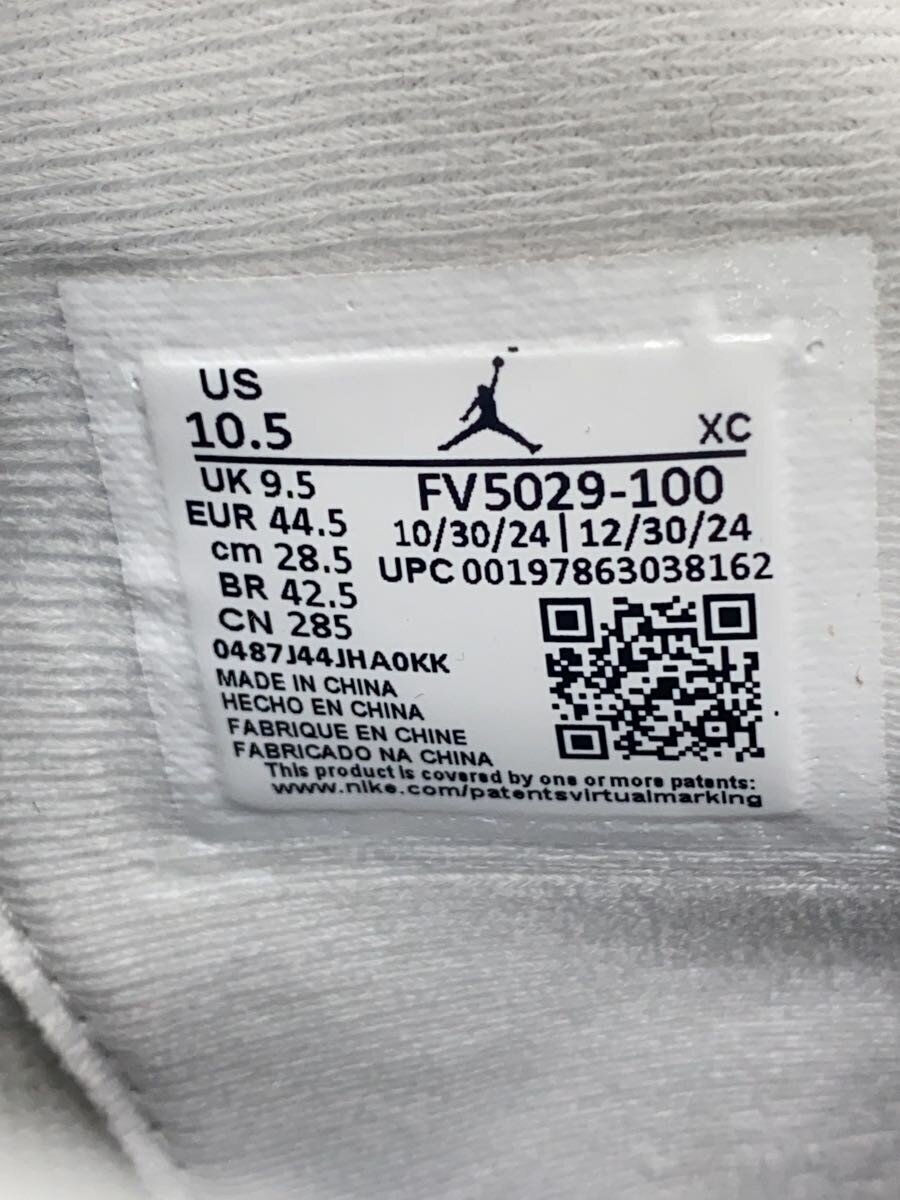 US
10.5
XC
UK 9.5
FV5029-100
EUR 44.5
10/30/24 | 12/30/24
cm 28.5
UPC 00197863038162
BR 42.5
CN 285
0487J44JHA0KK
MADE IN CHINA
HECHO EN CHINA
FABRIQUE EN CHINE
FABRICADO NA CHINA
This product is covered by one or more patents:
www.nike.com/patentsvirtualmarking